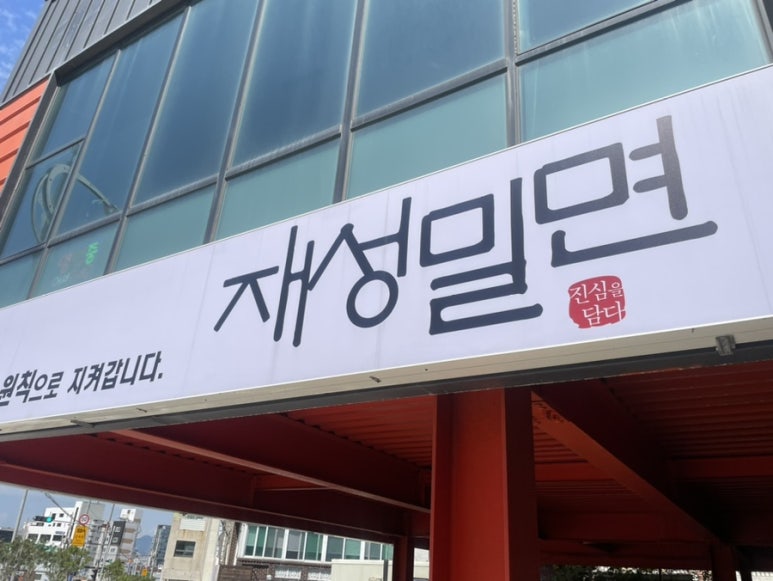 재성밀면
진심을
담다
원칙으로 지켜갑니다.